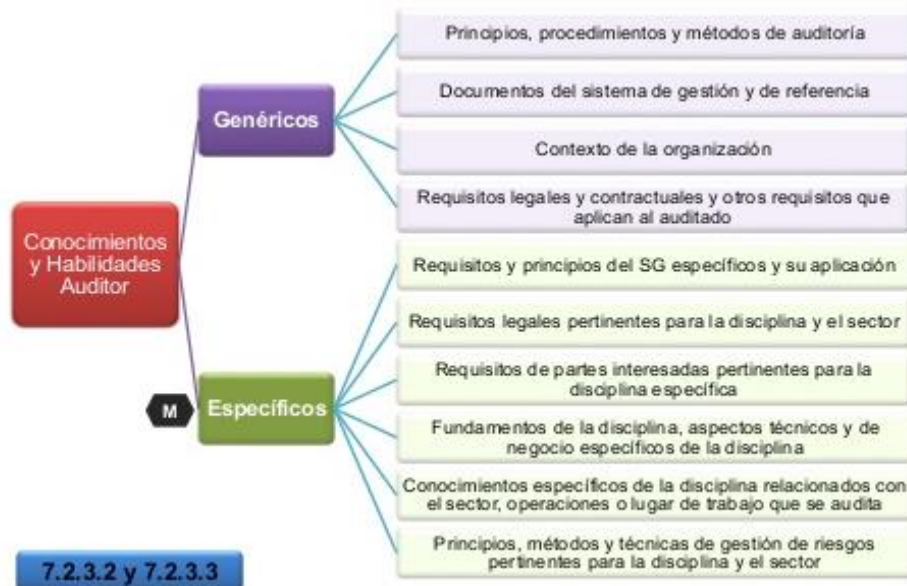 Principios, procedimientos y métodos de auditoría
Documentos del sistema de gestión y de referencia
Genéricos
Contexto de la organización
Requisitos legales y contractuales y otros requisitos que
aplican al auditado
Conocimientos
y Habilidades
Auditor
Requisitos y principios del SG específicos y su aplicación
Requisitos legales pertinentes para la disciplina y el sector
Requisitos de partes interesadas pertinentes para la
disciplina específica
M
Específicos
Fundamentos de la disciplina, aspectos técnicos y de
negocio específicos de la disciplina
Conocimientos específicos de la disciplina relacionados con
el sector, operaciones o lugar de trabajo que se audita
Principios, métodos y técnicas de gestión de riesgos
pertinentes para la disciplina y el sector
7.2.3.2 y 7.2.3.3